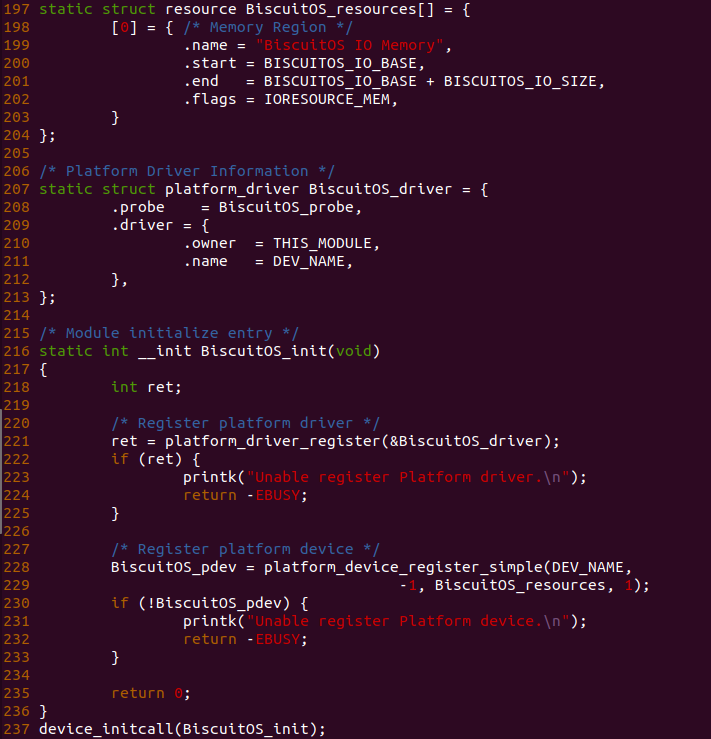 197 static struct resource BiscuitOS_resources[] = {
198         [0] = { /* Memory Region */
199                 .name = "BiscuitOS IO Memory",
200                 .start = BISCUITOS_IO_BASE,
201                 .end   = BISCUITOS_IO_BASE + BISCUITOS_IO_SIZE,
202                 .flags = IORESOURCE_MEM,
203         }
204 };
205
206 /* Platform Driver Information */
207 static struct platform_driver BiscuitOS_driver = {
208         .probe    = BiscuitOS_probe,
209         .driver = {
210                 .owner  = THIS_MODULE,
211                 .name   = DEV_NAME,
212         },
213 };
214
215 /* Module initialize entry */
216 static int __init BiscuitOS_init(void)
217 {
218         int ret;
219
220         /* Register platform driver */
221         ret = platform_driver_register(&BiscuitOS_driver);
222         if (ret) {
223                 printk("Unable register Platform driver.\n");
224                 return -EBUSY;
225         }
226
227         /* Register platform device */
228         BiscuitOS_pdev = platform_device_register_simple(DEV_NAME,
229                                         -1, BiscuitOS_resources, 1);
230         if (!BiscuitOS_pdev) {
231                 printk("Unable register Platform device.\n");
232                 return -EBUSY;
233         }
234
235         return 0;
236 }
237 device_initcall(BiscuitOS_init);